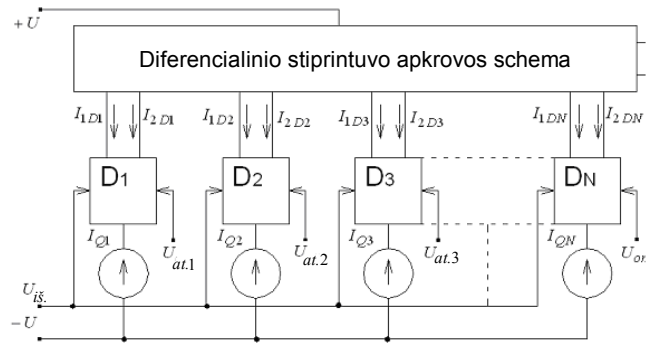 +U
Diferencialinio stiprintuvo apkrovos schema
I1D1 I2D1 I1D2 I2D2 I1D3 I2D3 I1DN I2DN
D1 D2 D3 DN
IQ1 IQ2 IQ3 IQN
Uat.1 Uat.2 Uat.3
Uiš.
−U